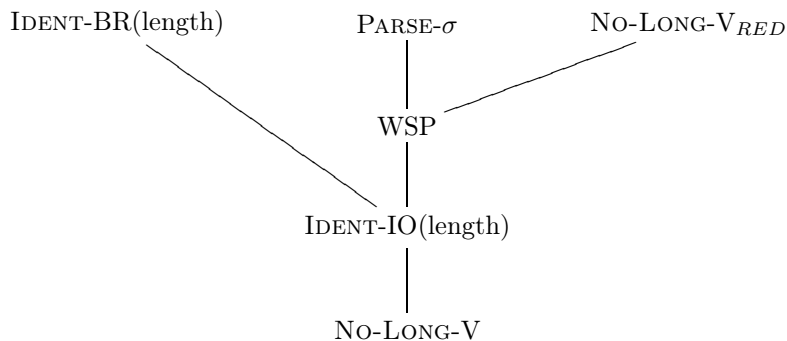 IDENT-BR(length) PARSE-σ NO-LONG-V_RED
WSP
IDENT-IO(length)
NO-LONG-V